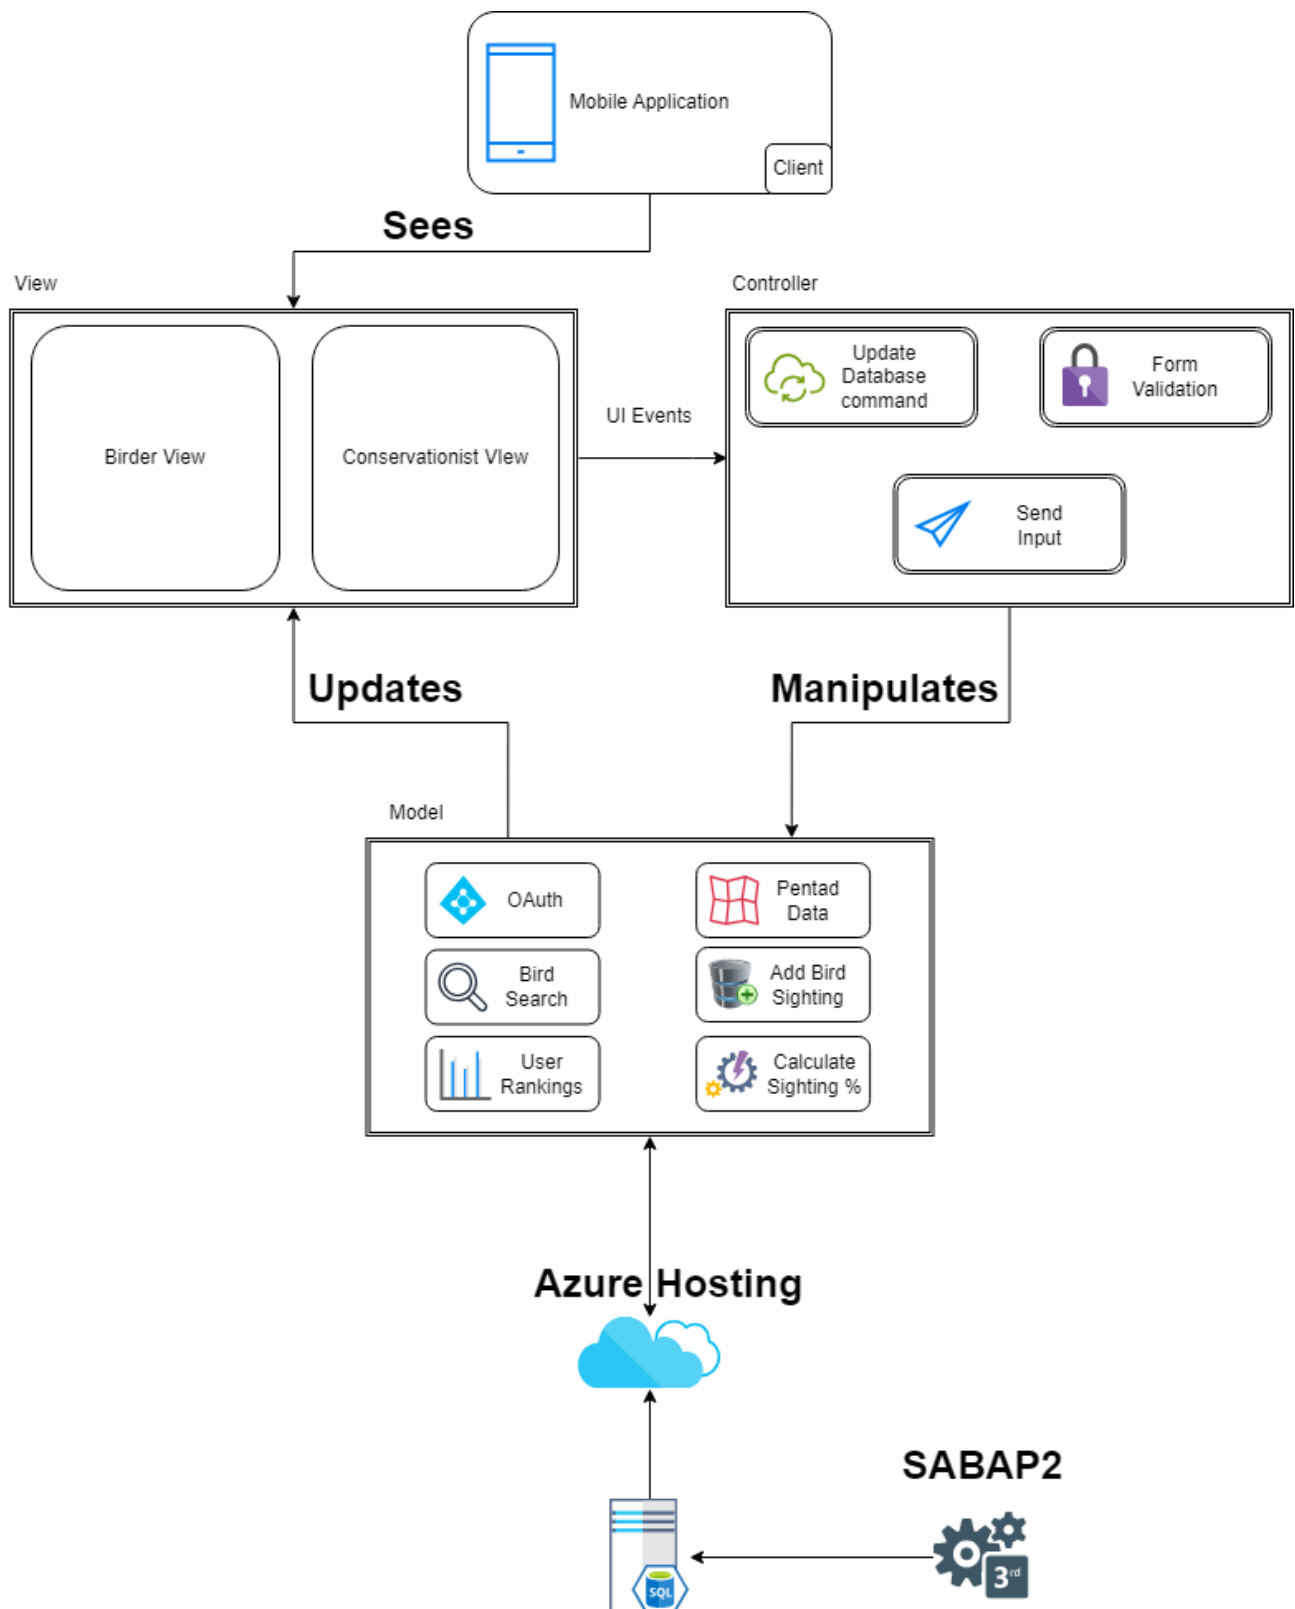 Mobile Application
Client
Sees
View
Controller
Birder View
Conservationist VIew
UI Events
Update
Database
command
Form
Validation
Send
Input
Updates
Manipulates
Model
OAuth
Pentad
Data
Bird
Search
Add Bird
Sighting
User
Rankings
Calculate
Sighting %
Azure Hosting
SABAP2
SQL
3rd